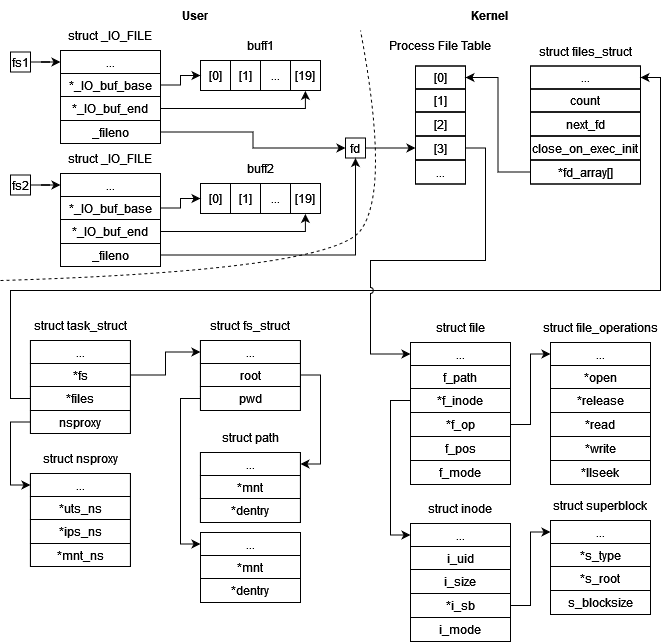 User
Kernel
fs1
struct _IO_FILE
...
*_IO_buf_base
*_IO_buf_end
_fileno
buff1
[0] [1] ... [19]
fs2
struct _IO_FILE
...
*_IO_buf_base
*_IO_buf_end
_fileno
buff2
[0] [1] ... [19]
fd
Process File Table
[0]
[1]
[2]
[3]
...
struct files_struct
...
count
next_fd
close_on_exec_init
*fd_array[]
struct task_struct
...
*fs
*files
nsproxy
struct nsproxy
...
*uts_ns
*ips_ns
*mnt_ns
struct fs_struct
...
root
pwd
struct path
...
*mnt
*dentry
...
*mnt
*dentry
struct file
...
f_path
*f_inode
*f_op
f_pos
f_mode
struct file_operations
...
*open
*release
*read
*write
*llseek
struct inode
...
i_uid
i_size
*i_sb
i_mode
struct superblock
...
*s_type
*s_root
s_blocksize